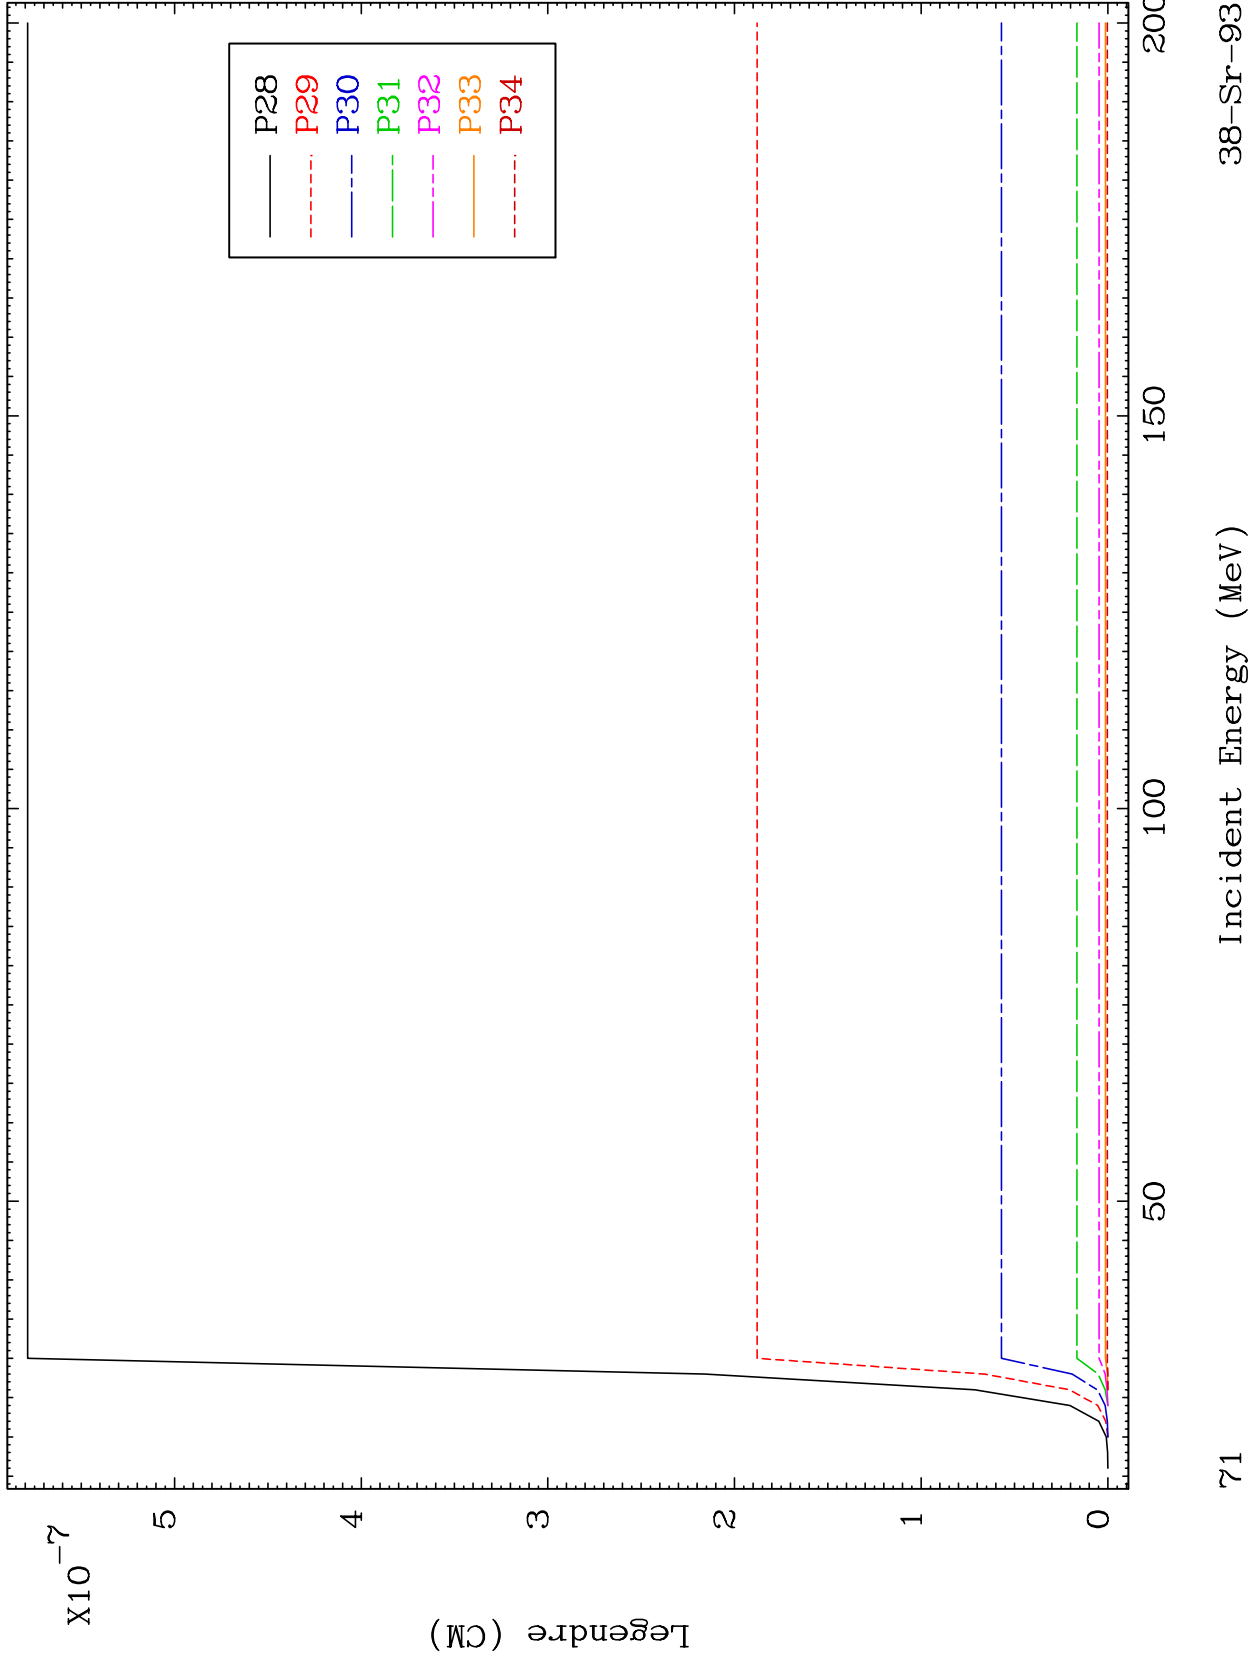 X10⁻⁷
5
4
3
2
1
0
Legendre (CM)
P28
P29
P30
P31
P32
P33
P34
50
100
150
200
Incident Energy (MeV)
71
38-Sr-93